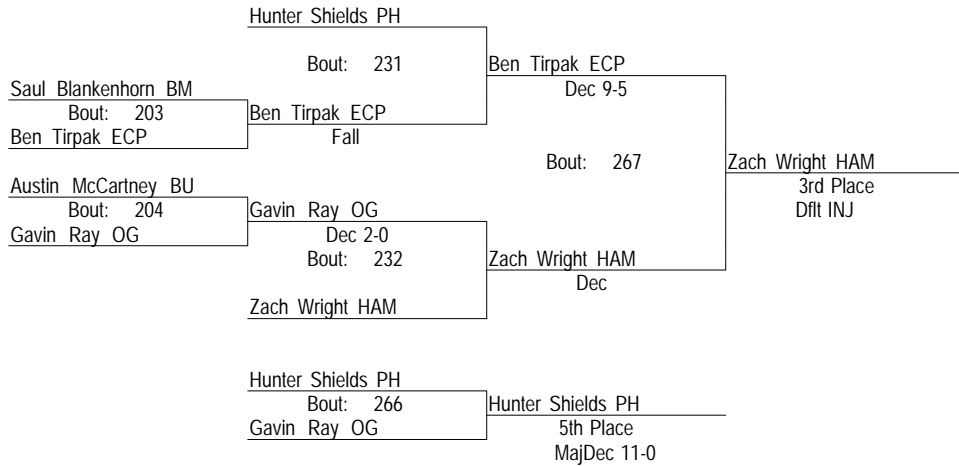 Hunter Shields PH
Bout: 231
Ben Tirpak ECP
Dec 9-5
Saul Blankenhorn BM
Bout: 203
Ben Tirpak ECP
Ben Tirpak ECP
Fall
Bout: 267
Zach Wright HAM
3rd Place
Dflt INJ
Austin McCartney BU
Bout: 204
Gavin Ray OG
Gavin Ray OG
Dec 2-0
Bout: 232
Zach Wright HAM
Dec
Zach Wright HAM
Hunter Shields PH
Bout: 266
Gavin Ray OG
Hunter Shields PH
5th Place
MajDec 11-0